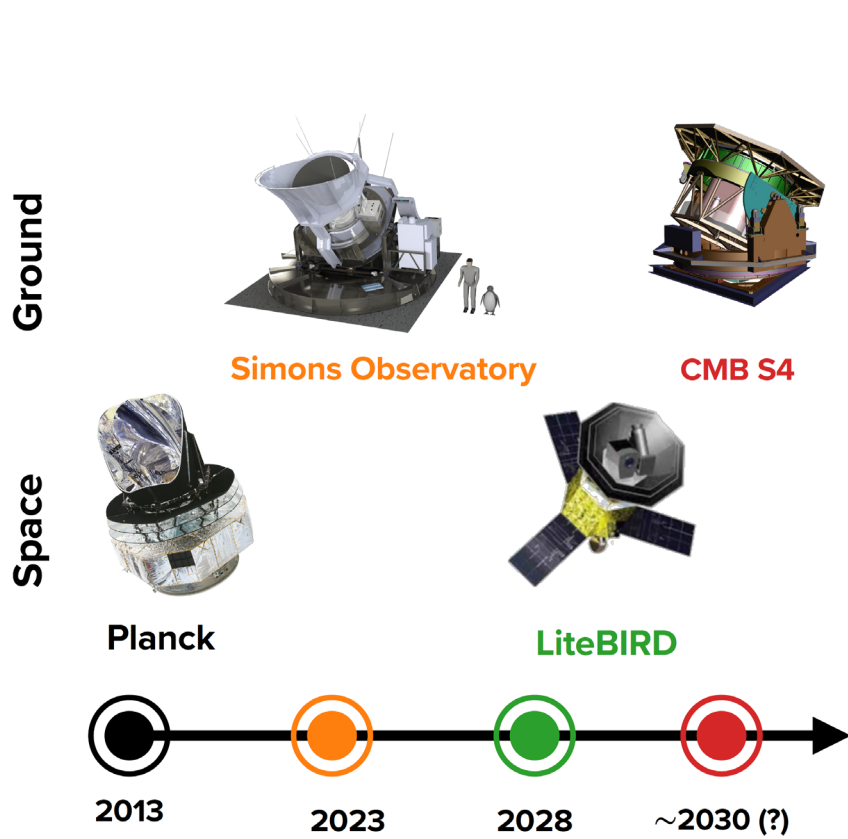 Ground
Simons Observatory
CMB S4
Space
Planck
LiteBIRD
2013
2023
2028
~2030 (?)